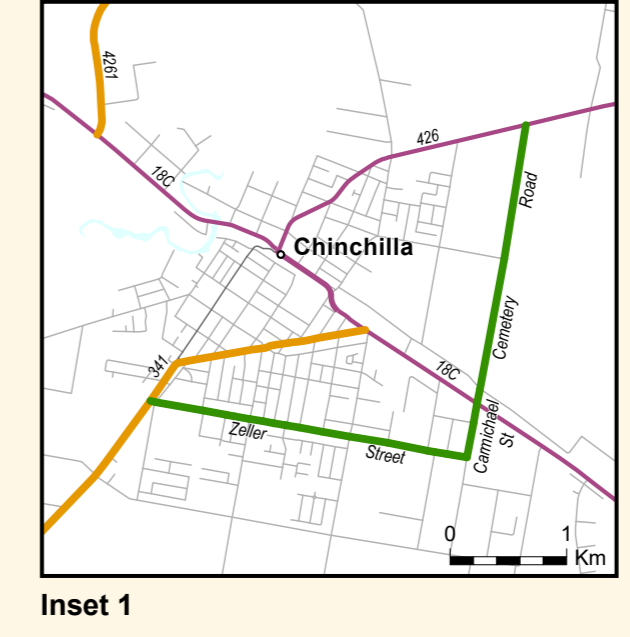 4261
426
18C
Road
Chinchilla
Cemetery
341
18C
Carmichael
St
Zeller
Street
0 1
Km
Inset 1